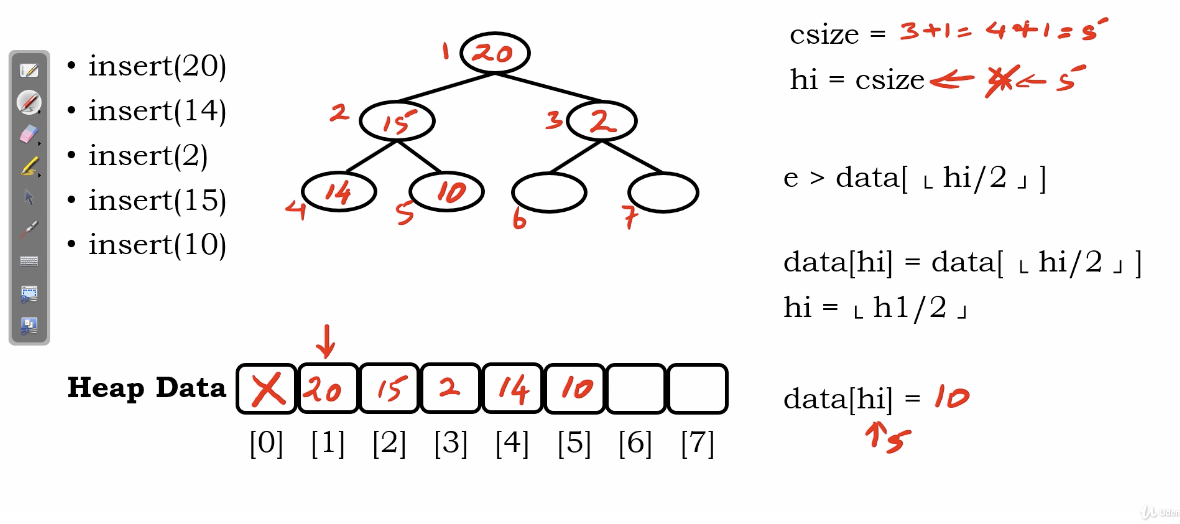 • insert(20)
• insert(14)
• insert(2)
• insert(15)
• insert(10)
1 20
2 15 3 2
14 10
4 5 6 7
csize = 3+1= 4+1=5
hi = csize ← ← 5
e > data[ ⌞ hi/2 ⌟ ]
data[hi] = data[ ⌞ hi/2 ⌟ ]
hi = ⌞ h1/2 ⌟
data[hi] = 10
↑5
↓
Heap Data X 20 15 2 14 10
[0] [1] [2] [3] [4] [5] [6] [7]